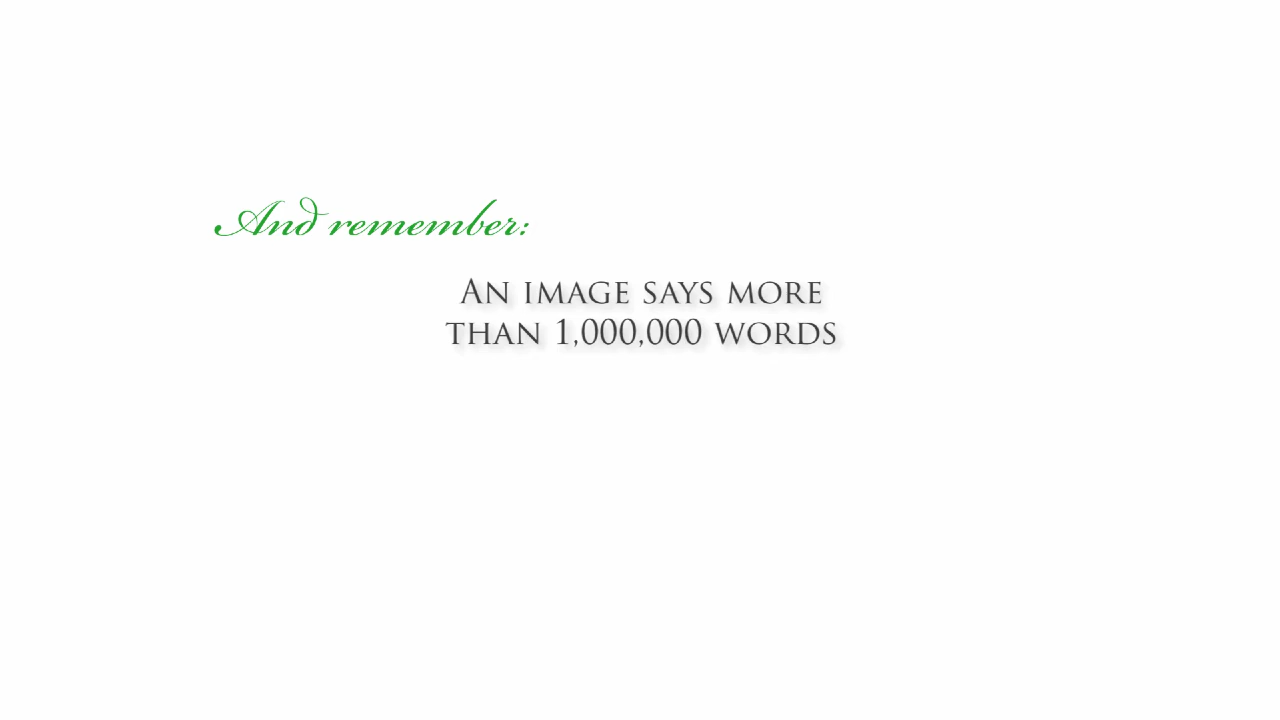 And remember:
An image says more
than 1,000,000 words